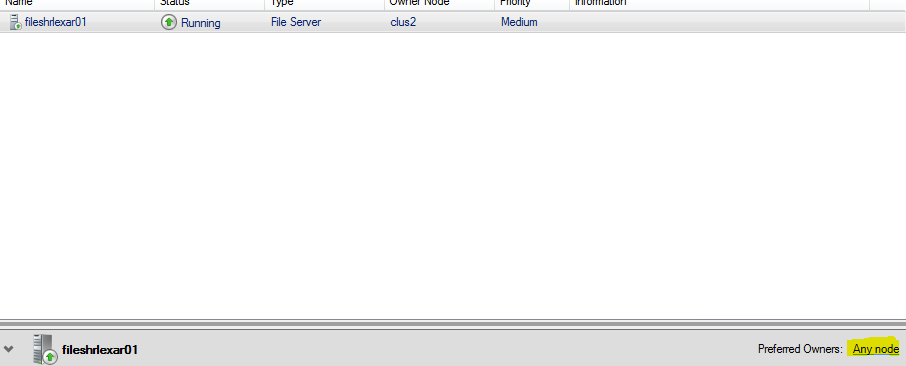 Name Status Type Owner Node Priority Information
fileshrlexar01 Running File Server clus2 Medium
fileshrlexar01 Preferred Owners: Any node